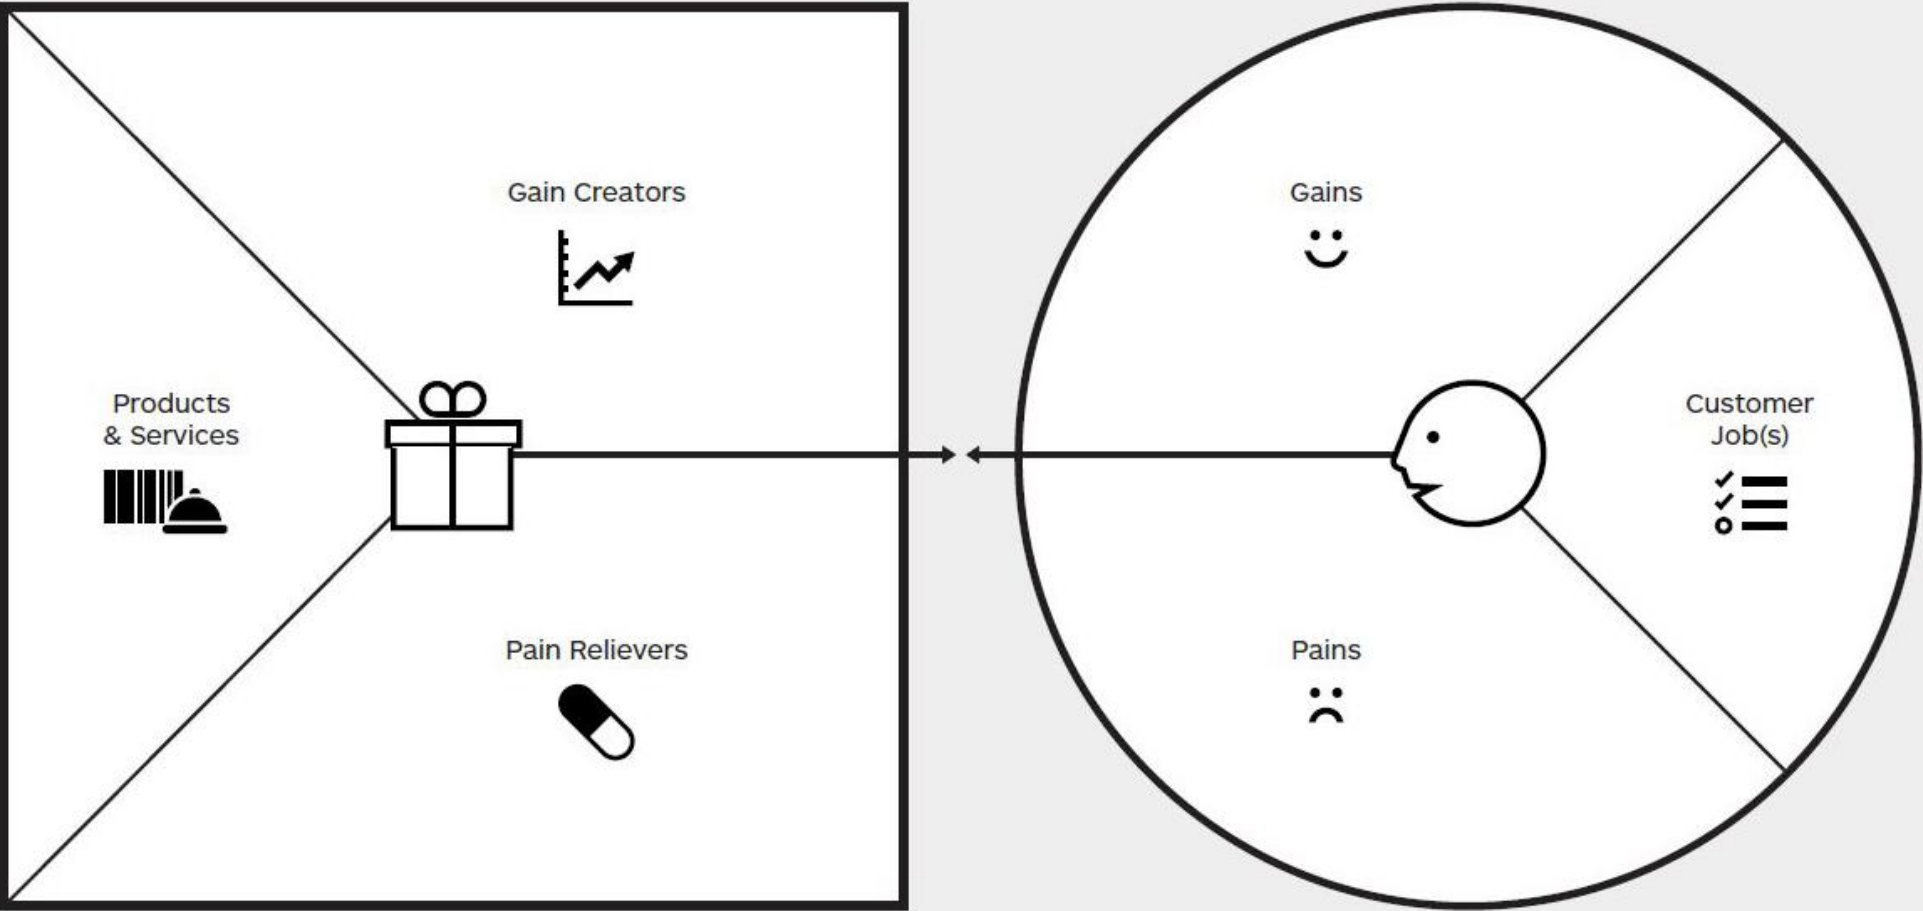 Gain Creators
Products
& Services
Pain Relievers
Gains
Customer
Job(s)
Pains